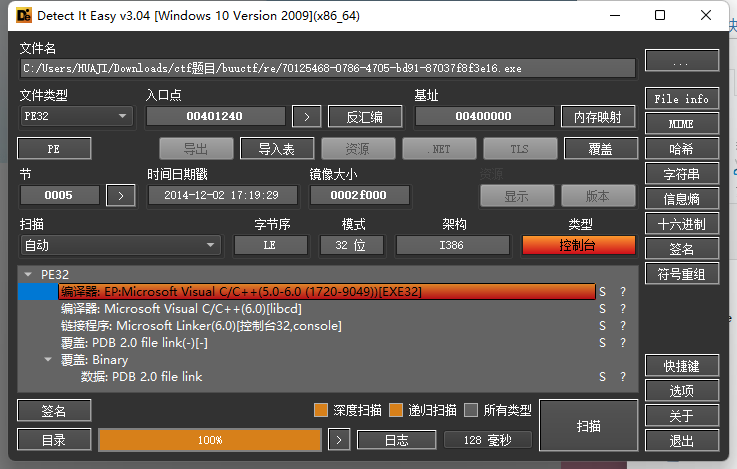 Detect It Easy v3.04 [Windows 10 Version 2009](x86_64)
文件名
C:/Users/HUAJI/Downloads/ctf题目/buuctf/re/70125468-0786-4705-bd91-87037f8f3e16.exe
...
文件类型 入口点 基址
PE32 00401240 > 反汇编 00400000 内存映射
File info
MIME
PE 导出 导入表 资源 .NET TLS 覆盖
哈希
节 时间日期戳 镜像大小 资源
字符串
0005 > 2014-12-02 17:19:29 0002f000 显示 版本
信息熵
扫描 字节序 模式 架构 类型
十六进制
自动 LE 32 位 I386 控制台
签名
符号重组
PE32
编译器: EP:Microsoft Visual C/C++(5.0-6.0 (1720-9049))[EXE32] S ?
编译器: Microsoft Visual C/C++(6.0)[libcd] S ?
链接程序: Microsoft Linker(6.0)[控制台32,console] S ?
覆盖: PDB 2.0 file link(-)[-] S ?
覆盖: Binary
数据: PDB 2.0 file link S ?
快捷键
选项
关于
退出
签名 深度扫描 递归扫描 所有类型 扫描
目录 100% > 日志 128 毫秒